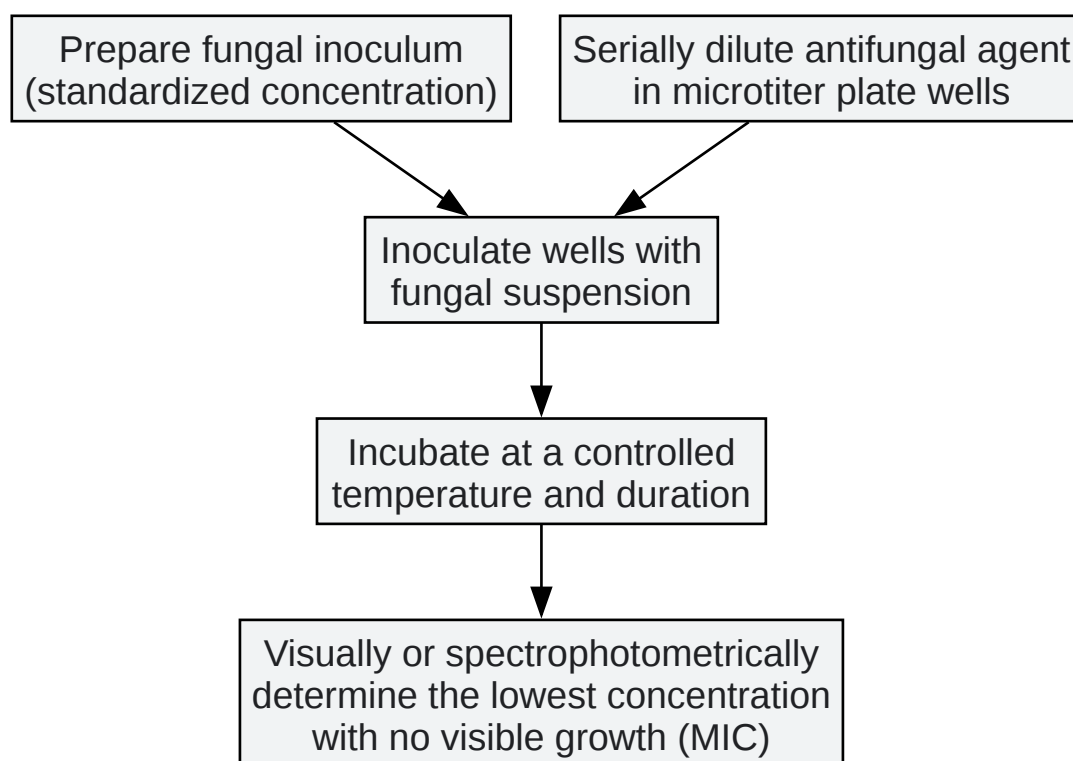 Prepare fungal inoculum
(standardized concentration)
Serially dilute antifungal agent
in microtiter plate wells
Inoculate wells with
fungal suspension
Incubate at a controlled
temperature and duration
Visually or spectrophotometrically
determine the lowest concentration
with no visible growth (MIC)